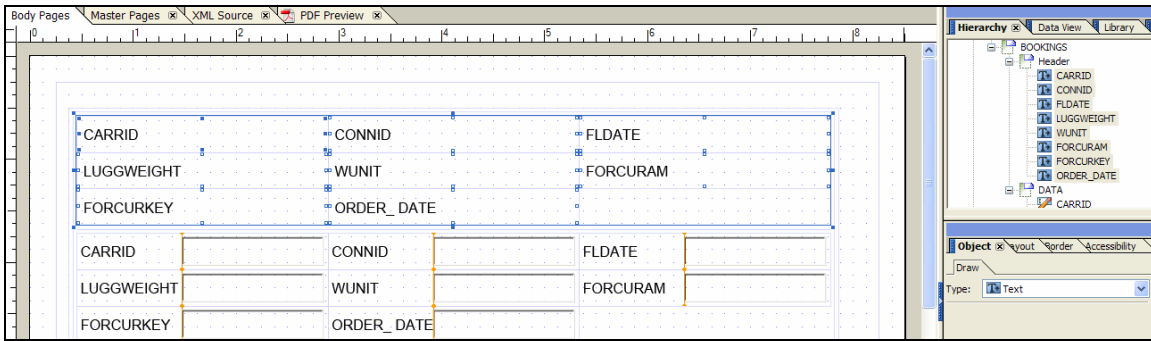 Body Pages Master Pages XML Source PDF Preview
0 1 2 3 4 5 6 7 8
CARRID CONNID FLDATE
LUGGWEIGHT WUNIT FORCURAM
FORCURKEY ORDER_ DATE
CARRID CONNID FLDATE
LUGGWEIGHT WUNIT FORCURAM
FORCURKEY ORDER_ DATE
Hierarchy Data View Library
BOOKINGS
Header
CARRID
CONNID
FLDATE
LUGGWEIGHT
WUNIT
FORCURAM
FORCURKEY
ORDER_DATE
DATA
CARRID
Object ayout Border Accessibility
Draw
Type: Text